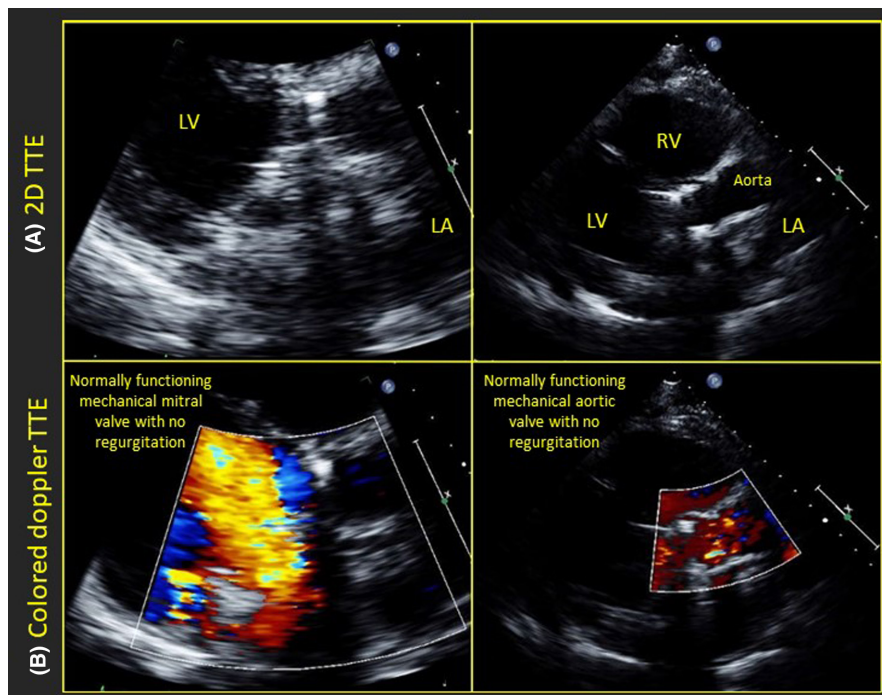 (A) 2D TTE
LV
LA
RV
Aorta
LV
LA
(B) Colored doppler TTE
Normally functioning
mechanical mitral
valve with no
regurgitation
Normally functioning
mechanical aortic
valve with no
regurgitation